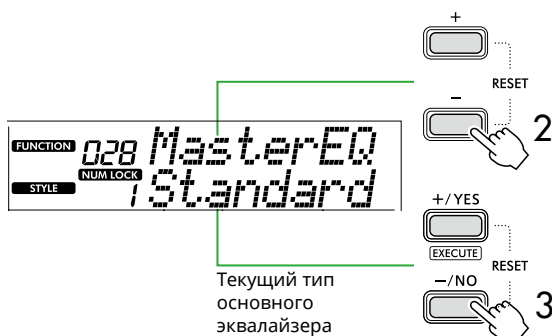 +
RESET
−
2
FUNCTION 028 MasterEQ
NUM LOCK
STYLE 1 Standard
+/YES
EXECUTE
RESET
−/NO
3
Текущий тип
основного
эквалайзера